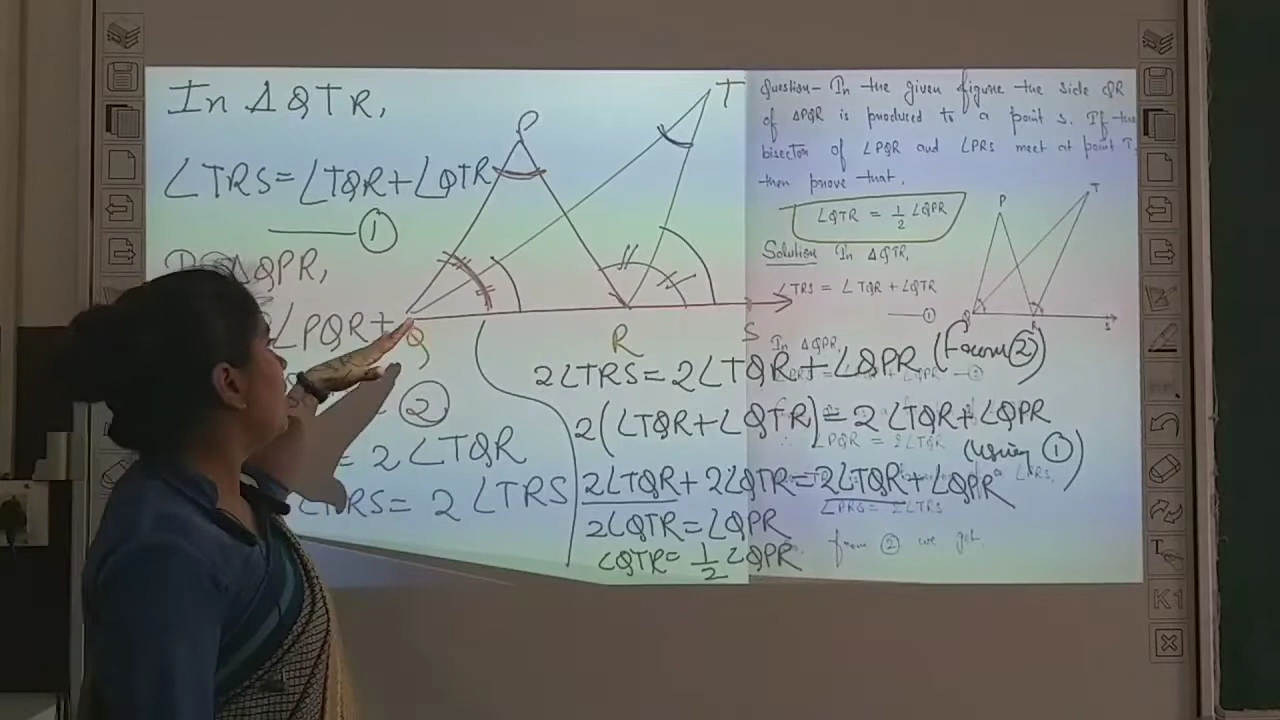 In ΔQTR,
∠TRS = ∠TQR + ∠QTR
①
ΔQPR,
∠PQR +
②
= 2∠TQR
RS = 2∠TRS
P
T
Q
R
S
2∠TRS = 2∠TQR + ∠QPR (from ②)
2(∠TQR + ∠QTR) = 2∠TQR + ∠QPR
(using ①)
2∠TQR + 2∠QTR = 2∠TQR + ∠QPR
2∠QTR = ∠QPR
∠QTR = 1/2 ∠QPR
Question - In the given figure the side QR
of ΔPQR is produced to a point S. If the
bisector of ∠PQR and ∠PRS meet at point T,
then prove that.
∠QTR = 1/2 ∠QPR
Solution In ΔQTR,
∠TRS = ∠TQR + ∠QTR
①
In ΔQPR,
②
∠PQR = 2∠TQR
∠TRS,
∠PRS = 2∠TRS
from ② we get
P
T
S
T
K1